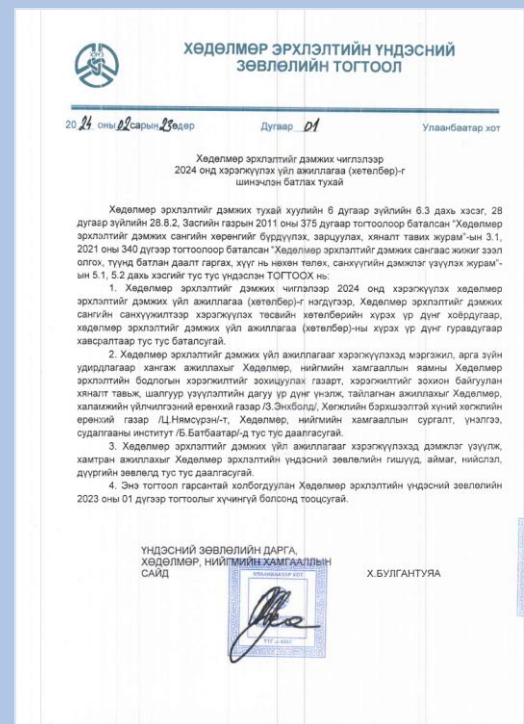 ХӨДӨЛМӨР ЭРХЛЭЛТИЙН ҮНДЭСНИЙ
ЗӨВЛӨЛИЙН ТОГТООЛ
2024 оны 02 сарын 23 өдөр Дугаар 01 Улаанбаатар хот
Хөдөлмөр эрхлэлтийг дэмжих чиглэлээр
2024 онд хэрэгжүүлэх үйл ажиллагаа (хөтөлбөр)-г
шинэчлэн батлах тухай
Хөдөлмөр эрхлэлтийг дэмжих тухай хуулийн 6 дугаар зүйлийн 6.3 дахь хэсэг, 28
дугаар зүйлийн 28.8.2, Засгийн газрын 2011 оны 375 дугаар тогтоолоор баталсан "Хөдөлмөр
эрхлэлтийг дэмжих сангийн хөрөнгийг бүрдүүлэх, зарцуулах, хяналт тавих журам"-ын 3.1,
2021 оны 340 дүгээр тогтоолоор баталсан "Хөдөлмөр эрхлэлтийг дэмжих сангаас жижиг зээл
олгох, түүнд батлан даалт гаргах, хүүг нь нөхөн төлөх, санхүүгийн дэмжлэг үзүүлэх журам"-
ын 5.1, 5.2 дахь хэсгийг тус тус үндэслэн ТОГТООХ нь:
1. Хөдөлмөр эрхлэлтийг дэмжих чиглэлээр 2024 онд хэрэгжүүлэх хөдөлмөр
эрхлэлтийг дэмжих үйл ажиллагаа (хөтөлбөр)-г нэгдүгээр, Хөдөлмөр эрхлэлтийг дэмжих
сангийн санхүүжилтээр хэрэгжүүлэх төсвийн хөтөлбөрийн хүрэх үр дүнг хоёрдугаар,
хөдөлмөр эрхлэлтийг дэмжих үйл ажиллагаа (хөтөлбөр)-ны хүрэх үр дүнг гуравдугаар
хавсралтаар тус тус баталсугай.
2. Хөдөлмөр эрхлэлтийг дэмжих үйл ажиллагааг хэрэгжүүлэхэд мэргэжил, арга зүйн
удирдлагаар хангаж ажиллахыг Хөдөлмөр, нийгмийн хамгааллын яамны Хөдөлмөр
эрхлэлтийн бодлогын хэрэгжилтийг зохицуулах газарт, хэрэгжилтийг зохион байгуулан
хяналт тавьж, шалгуур үзүүлэлтийн дагуу үр дүнг үнэлж, тайлагнан ажиллахыг Хөдөлмөр,
халамжийн үйлчилгээний ерөнхий газар /З.Энхболд/, Хөгжлийн бэрхшээлтэй хүний хөгжлийн
ерөнхий газар /Ц.Нямсүрэн/-т, Хөдөлмөр, нийгмийн хамгааллын сургалт, үнэлгээ,
судалгааны институт /Б.Батбаатар/-д тус тус даалгасугай.
3. Хөдөлмөр эрхлэлтийг дэмжих үйл ажиллагааг хэрэгжүүлэхэд дэмжлэг үзүүлж,
хамтран ажиллахыг Хөдөлмөр эрхлэлтийн үндэсний зөвлөлийн гишүүд, аймаг, нийслэл,
дүүргийн зөвлөлд тус тус даалгасугай.
4. Энэ тогтоол гарсантай холбогдуулан Хөдөлмөр эрхлэлтийн үндэсний зөвлөлийн
2023 оны 01 дүгээр тогтоолыг хүчингүй болсонд тооцсугай.
ҮНДЭСНИЙ ЗӨВЛӨЛИЙН ДАРГА,
ХӨДӨЛМӨР, НИЙГМИЙН ХАМГААЛЛЫН
САЙД Х.БУЛГАНТУЯА
УЛААНБААТАР ХОТ